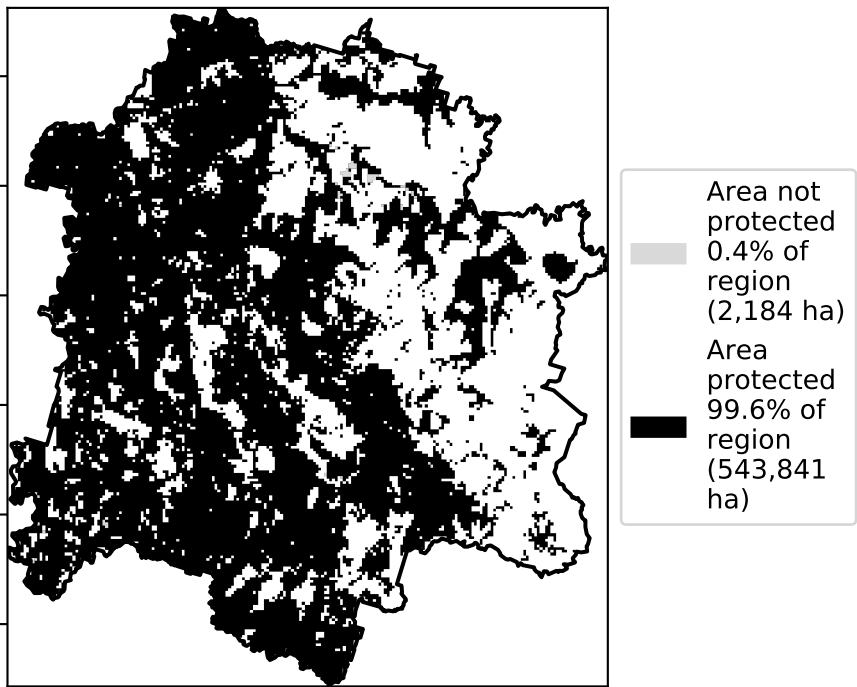 Area not
protected
0.4% of
region
(2,184 ha)
Area
protected
99.6% of
region
(543,841
ha)